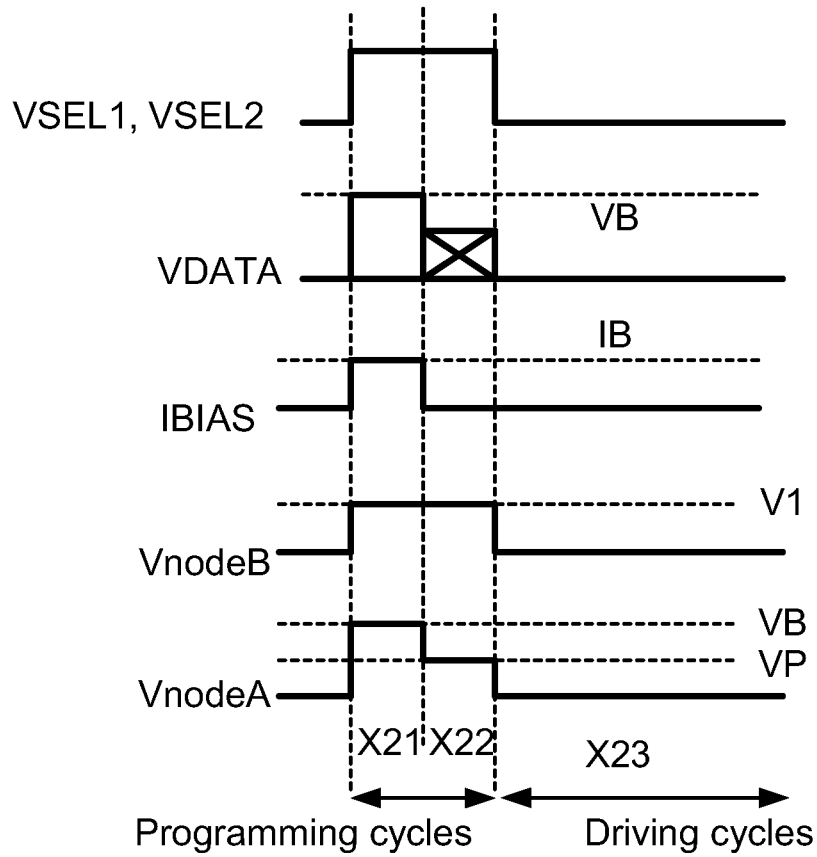 VSEL1, VSEL2
VB
VDATA
IB
IBIAS
V1
VnodeB
VB
VP
VnodeA
X21 X22 X23
Programming cycles Driving cycles